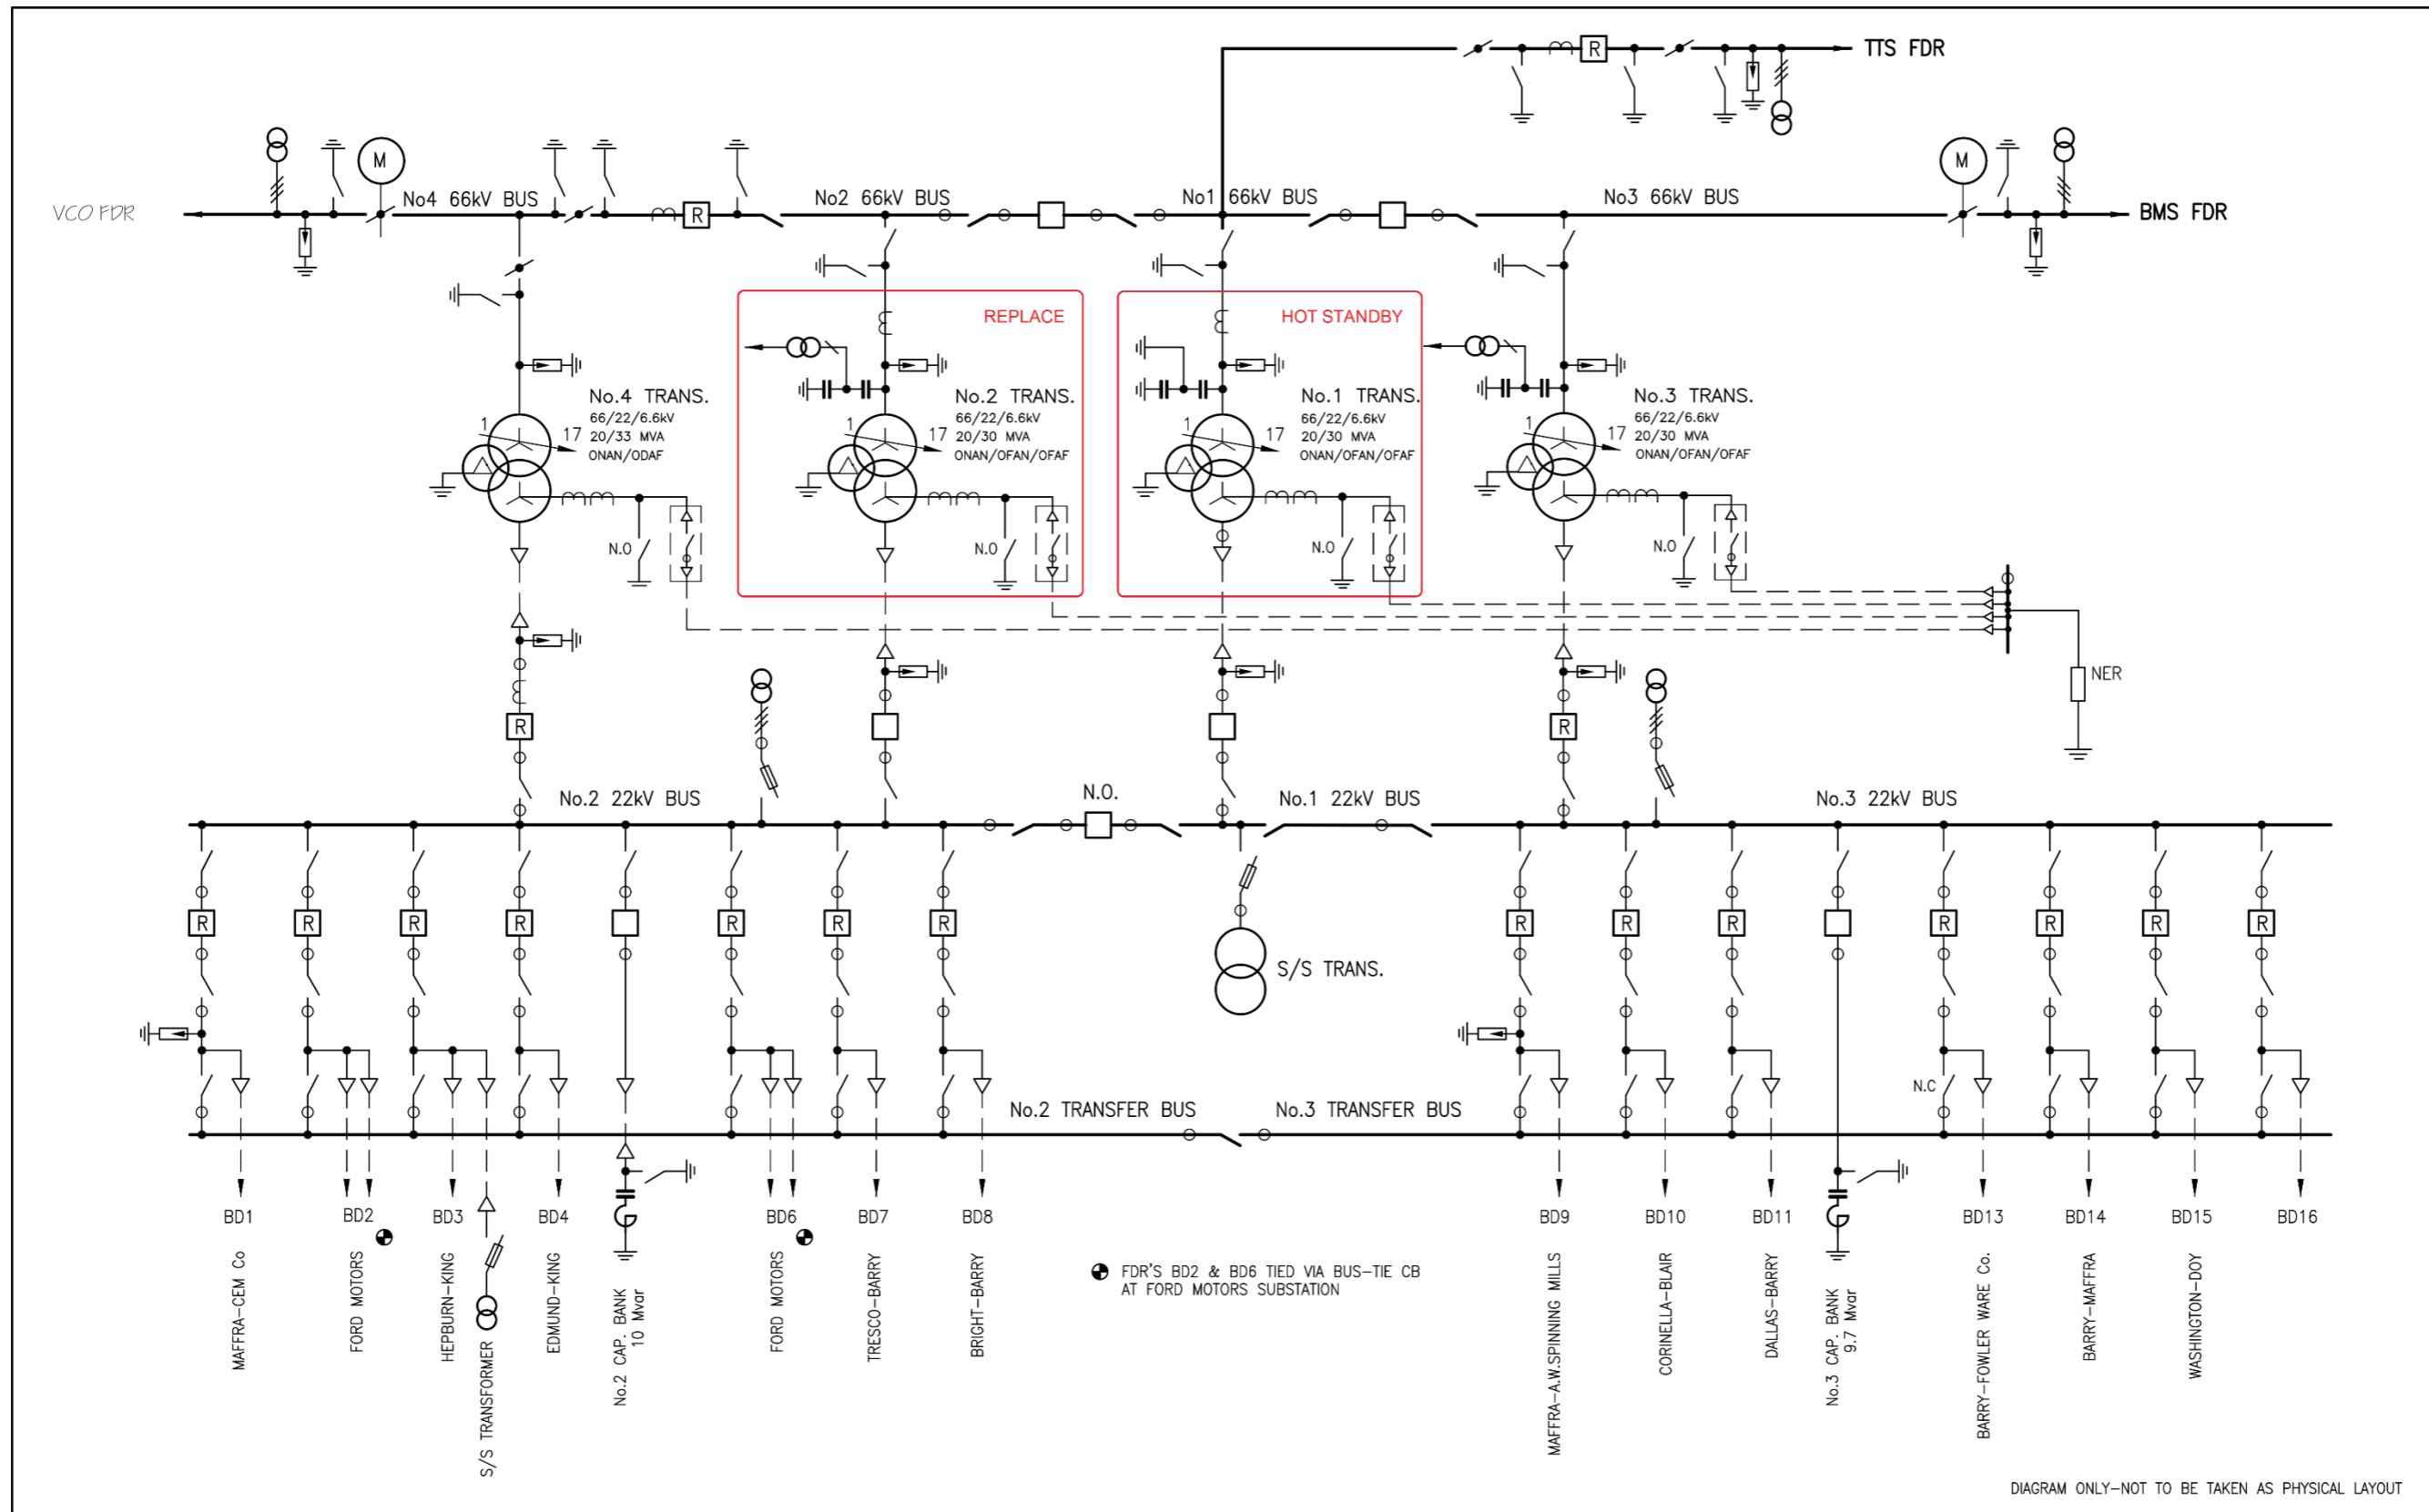 TTS FDR
R
M
M
VCO FDR
No4 66kV BUS
R
No2 66kV BUS
No1 66kV BUS
No3 66kV BUS
BMS FDR
REPLACE
HOT STANDBY
No.4 TRANS.
66/22/6.6kV
20/33 MVA
ONAN/ODAF
1
17
N.O
No.2 TRANS.
66/22/6.6kV
20/30 MVA
ONAN/OFAN/OFAF
1
17
N.O
No.1 TRANS.
66/22/6.6kV
20/30 MVA
ONAN/OFAN/OFAF
1
17
N.O
No.3 TRANS.
66/22/6.6kV
20/30 MVA
ONAN/OFAN/OFAF
1
17
N.O
NER
R
R
No.2 22kV BUS
N.O.
No.1 22kV BUS
No.3 22kV BUS
R
R
R
R
R
R
R
R
R
R
R
R
R
R
S/S TRANS.
N.C
No.2 TRANSFER BUS
No.3 TRANSFER BUS
BD1
BD2
BD3
BD4
BD6
BD7
BD8
BD9
BD10
BD11
BD13
BD14
BD15
BD16
MAFFRA-CEM Co
FORD MOTORS
HEPBURN-KING
S/S TRANSFORMER
EDMUND-KING
No.2 CAP. BANK
10 Mvar
FORD MOTORS
TRESCO-BARRY
BRIGHT-BARRY
FDR'S BD2 & BD6 TIED VIA BUS-TIE CB
AT FORD MOTORS SUBSTATION
MAFFRA-A.W.SPINNING MILLS
CORINELLA-BLAIR
DALLAS-BARRY
No.3 CAP. BANK
9.7 Mvar
BARRY-FOWLER WARE Co.
BARRY-MAFFRA
WASHINGTON-DOY
DIAGRAM ONLY-NOT TO BE TAKEN AS PHYSICAL LAYOUT